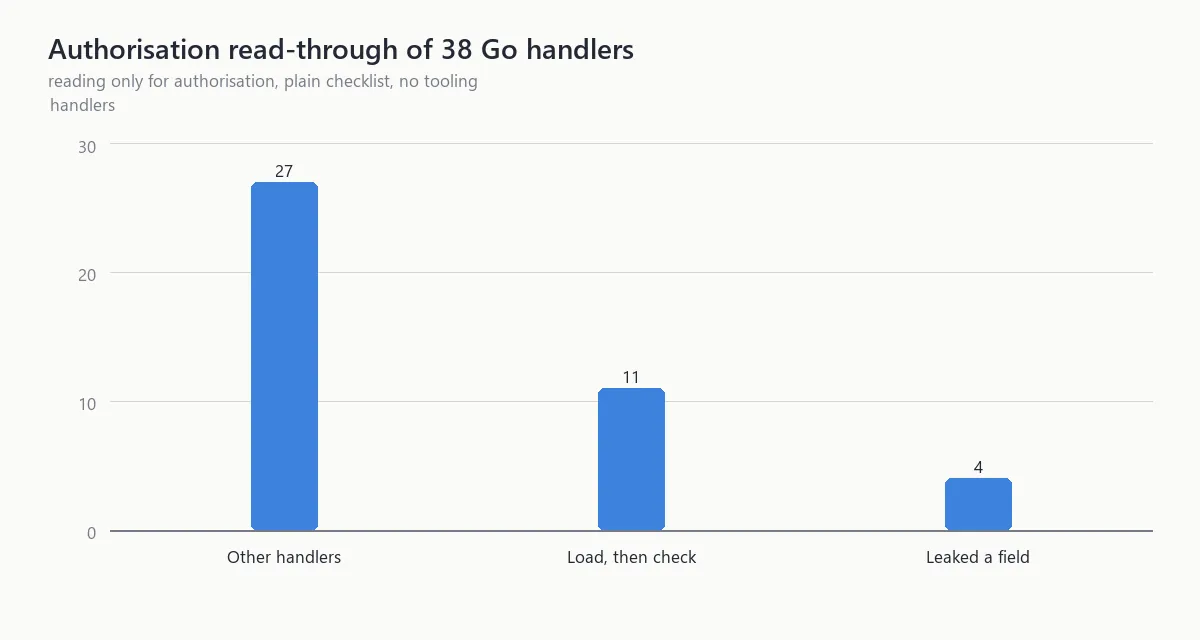 Authorisation read-through of 38 Go handlers
reading only for authorisation, plain checklist, no tooling
handlers
30
20
10
0
27
11
4
Other handlers
Load, then check
Leaked a field